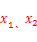 x₁, x₂